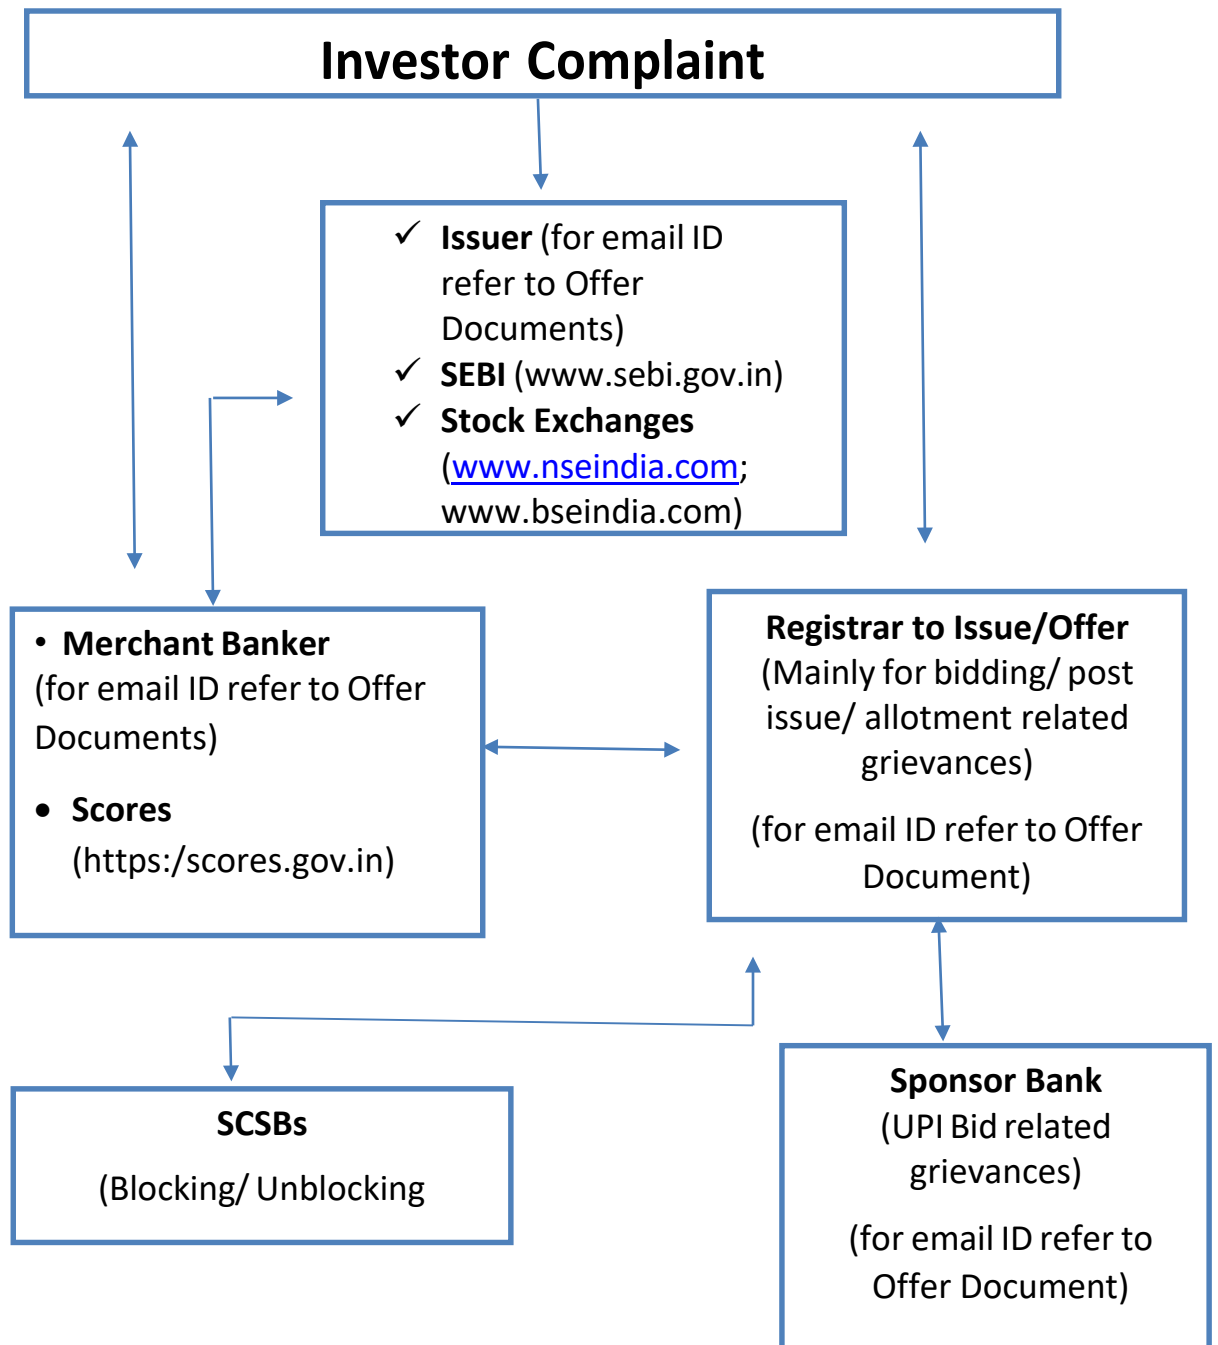 Investor Complaint
✓ Issuer (for email ID
refer to Offer
Documents)
✓ SEBI (www.sebi.gov.in)
✓ Stock Exchanges
(www.nseindia.com;
www.bseindia.com)
• Merchant Banker
(for email ID refer to Offer
Documents)
• Scores
(https:/scores.gov.in)
Registrar to Issue/Offer
(Mainly for bidding/ post
issue/ allotment related
grievances)
(for email ID refer to Offer
Document)
SCSBs
(Blocking/ Unblocking
Sponsor Bank
(UPI Bid related
grievances)
(for email ID refer to
Offer Document)